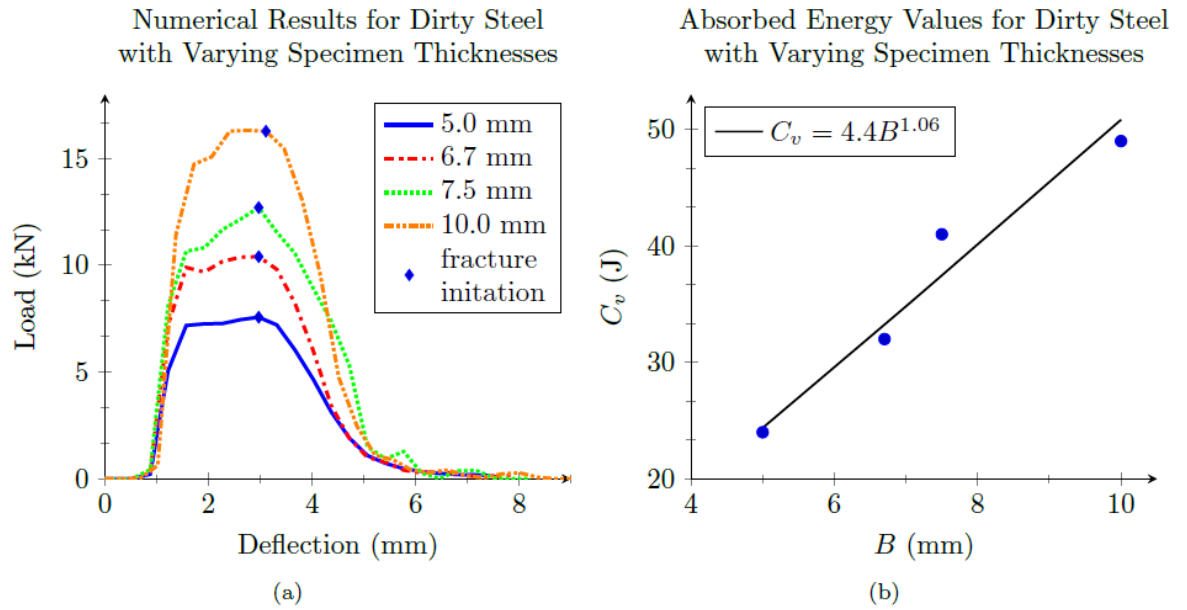 Numerical Results for Dirty Steel
with Varying Specimen Thicknesses
15
10
5
0
0 2 4 6 8
Load (kN)
Deflection (mm)
5.0 mm
6.7 mm
7.5 mm
10.0 mm
fracture
initation
(a)
Absorbed Energy Values for Dirty Steel
with Varying Specimen Thicknesses
50
40
30
20
4 6 8 10
C_v (J)
B (mm)
C_v = 4.4B^{1.06}
(b)